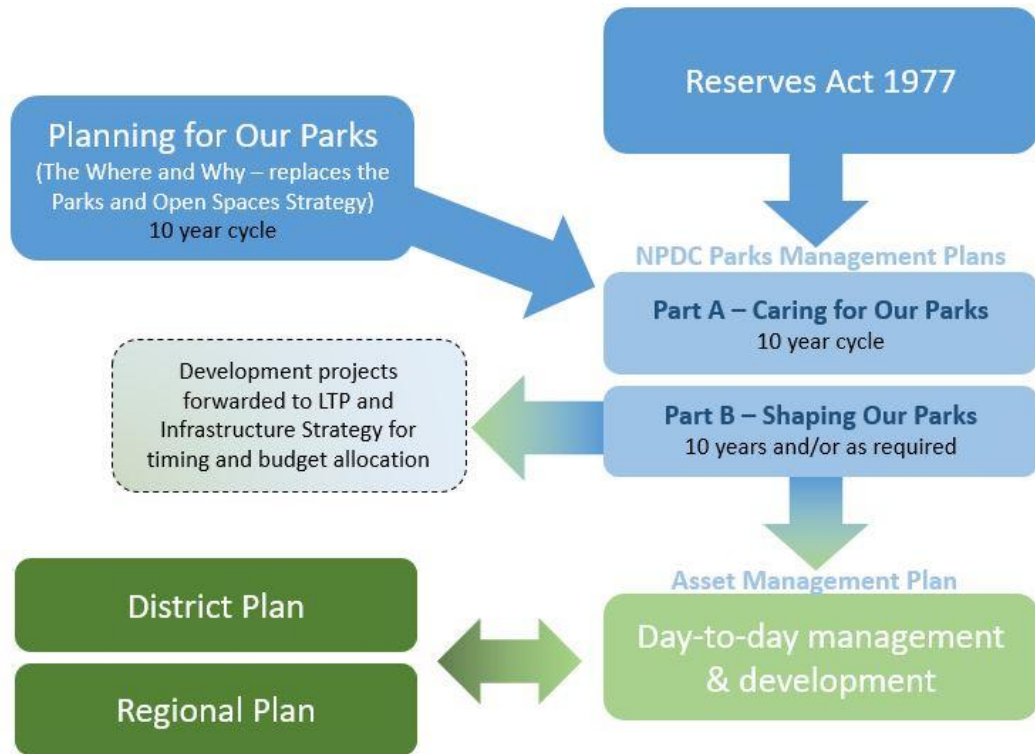 Reserves Act 1977
Planning for Our Parks
(The Where and Why – replaces the
Parks and Open Spaces Strategy)
10 year cycle
NPDC Parks Management Plans
Part A – Caring for Our Parks
10 year cycle
Part B – Shaping Our Parks
10 years and/or as required
Development projects
forwarded to LTP and
Infrastructure Strategy for
timing and budget allocation
Asset Management Plan
Day-to-day management
& development
District Plan
Regional Plan